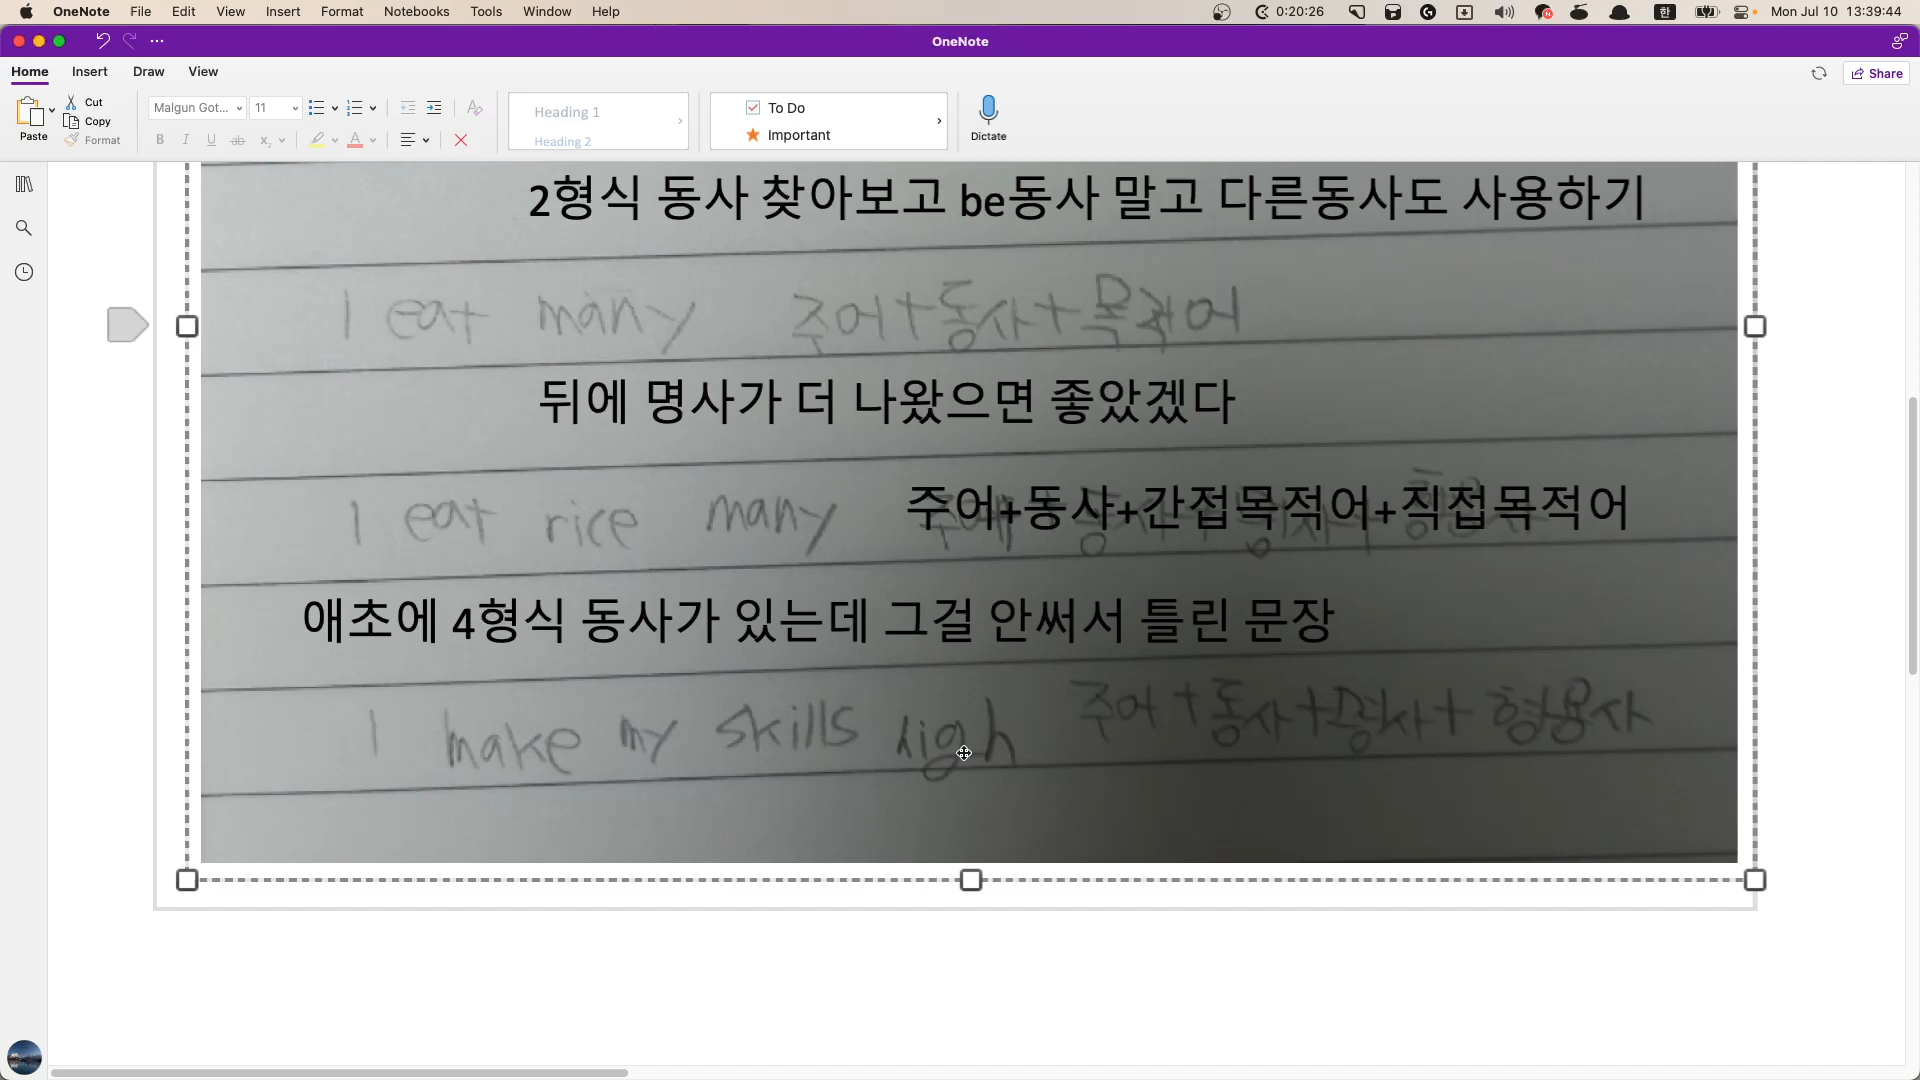 OneNote File Edit View Insert Format Notebooks Tools Window Help 0:20:26 한 Mon Jul 10 13:39:44
OneNote
Home Insert Draw View Share
Paste Cut Copy Format
Malgun Got... 11
B I U ab x₂ A
Heading 1
Heading 2
To Do
Important
Dictate
2형식 동사 찾아보고 be동사 말고 다른동사도 사용하기
I eat many 주어+동사+목적어
뒤에 명사가 더 나왔으면 좋았겠다
I eat rice many 주어+동사+간접목적어+직접목적어
애초에 4형식 동사가 있는데 그걸 안써서 틀린 문장
I make my skills high 주어+동사+명사+형용사